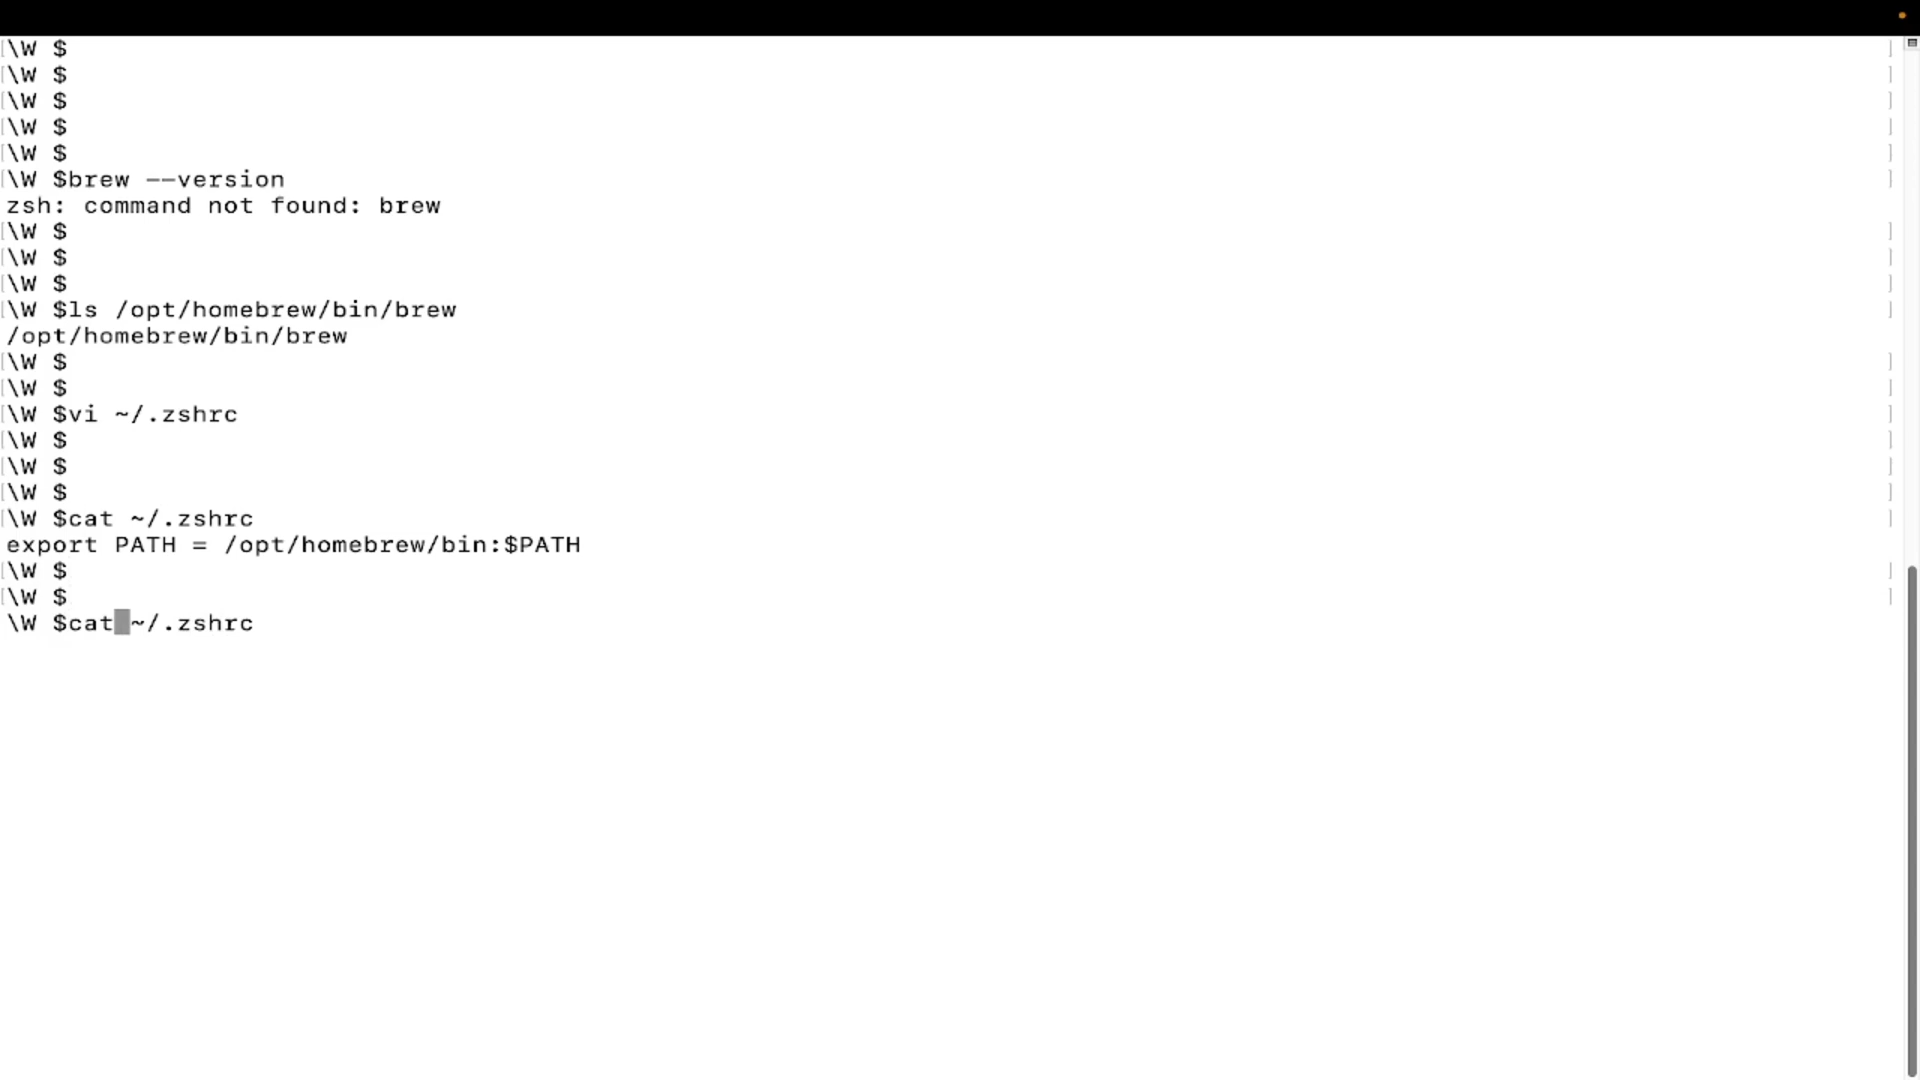 \W $
\W $
\W $
\W $
\W $
\W $brew --version
zsh: command not found: brew
\W $
\W $
\W $
\W $ls /opt/homebrew/bin/brew
/opt/homebrew/bin/brew
\W $
\W $
\W $vi ~/.zshrc
\W $
\W $
\W $
\W $cat ~/.zshrc
export PATH = /opt/homebrew/bin:$PATH
\W $
\W $
\W $cat ~/.zshrc